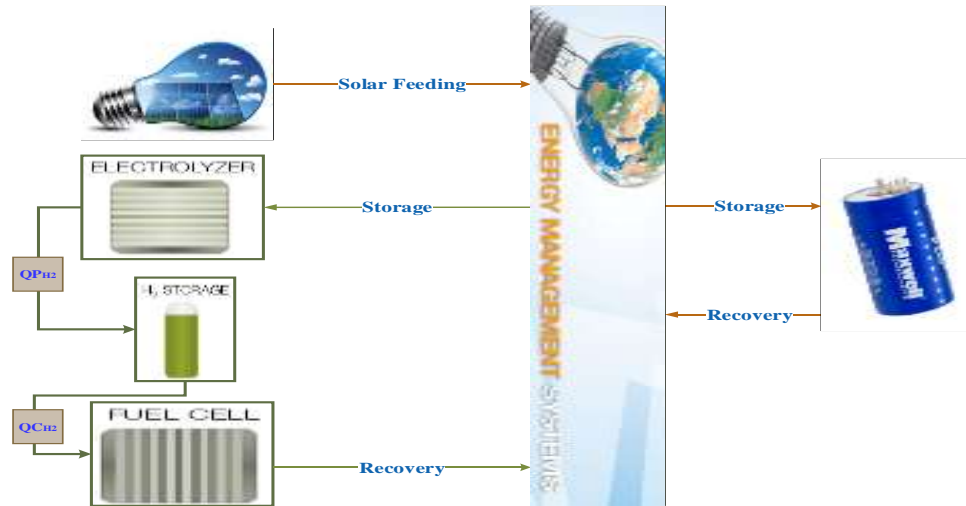 Solar Feeding
ELECTROLYZER
Storage
Storage
QPH2
H2 STORAGE
ENERGY MANAGEMENT SYSTEMS
Maxwell
Recovery
FUEL CELL
QCH2
Recovery